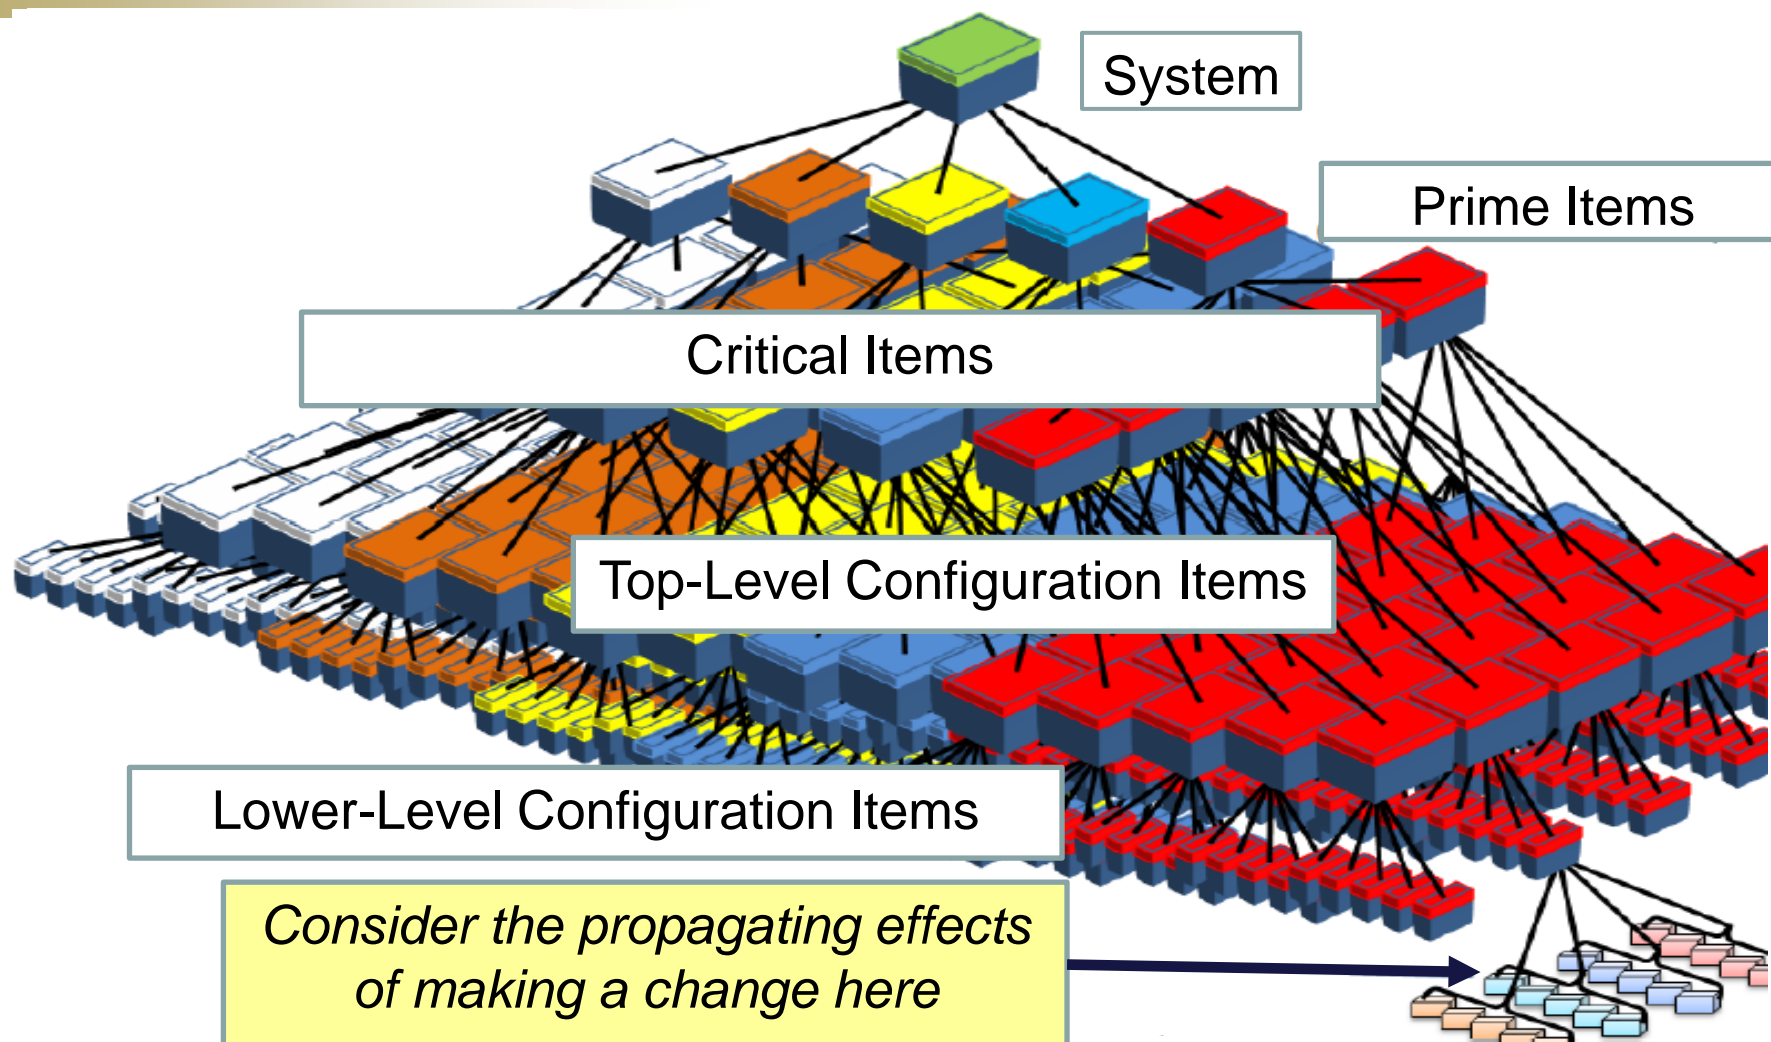 System
Prime Items
Critical Items
Top-Level Configuration Items
Lower-Level Configuration Items
Consider the propagating effects
of making a change here